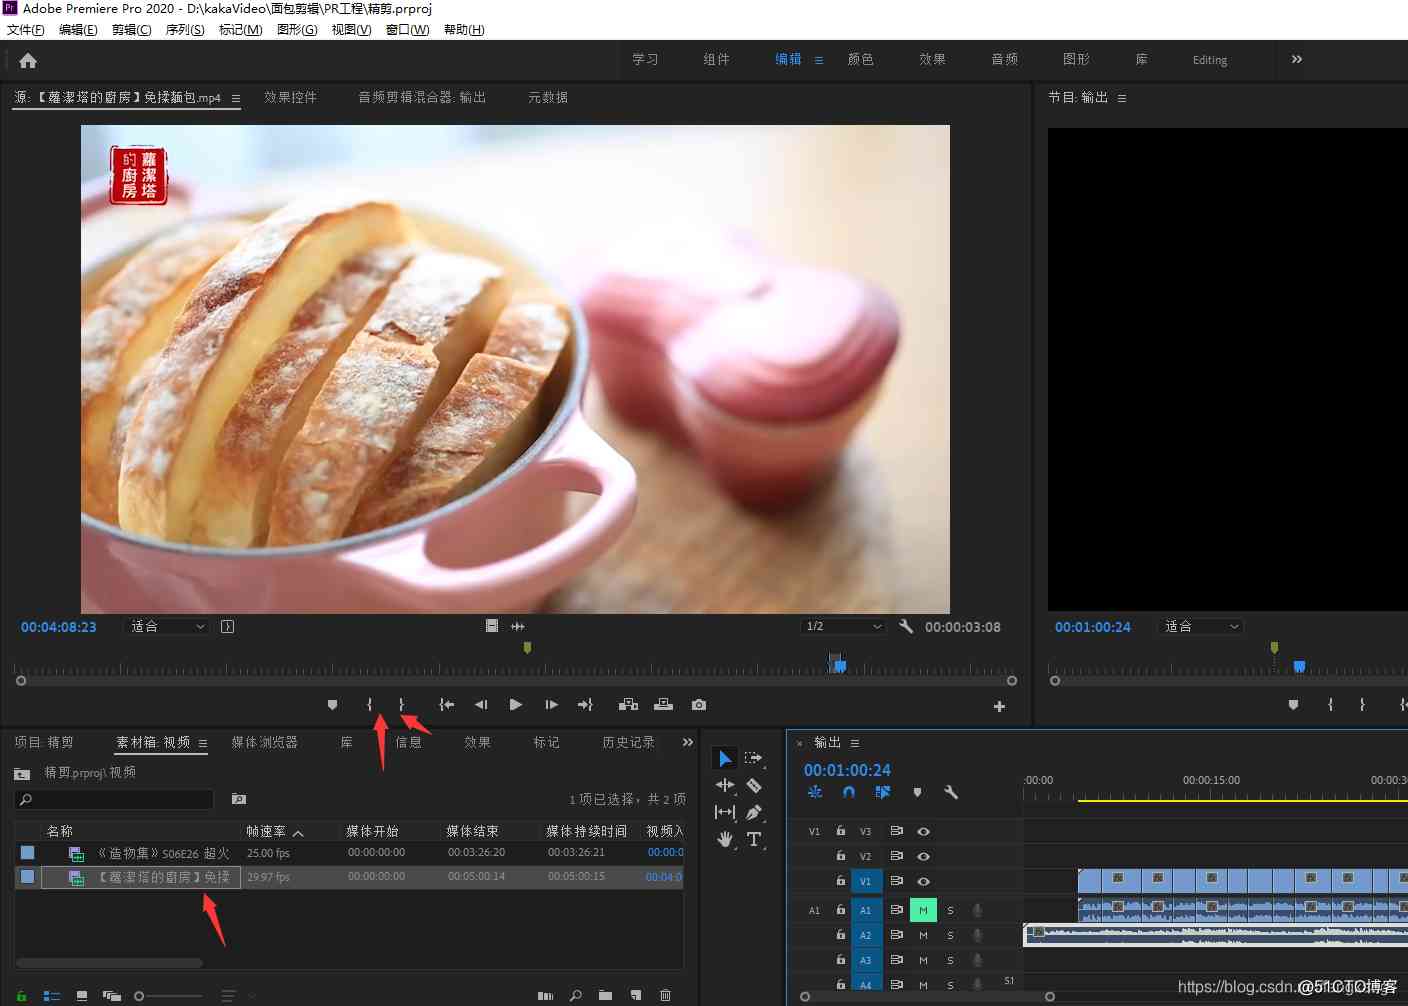 Adobe Premiere Pro 2020 - D:\kakaVideo\面包剪辑\PR工程\精剪.prproj
文件(F) 编辑(E) 剪辑(C) 序列(S) 标记(M) 图形(G) 视图(V) 窗口(W) 帮助(H)
学习 组件 编辑 颜色 效果 音频 图形 库 Editing
源:【蘿潔塔的廚房】免揉麵包.mp4 效果控件 音频剪辑混合器: 输出 元数据
节目: 输出
蘿潔塔
的廚房
00:04:08:23 适合 1/2 00:00:03:08
00:01:00:24 适合
项目: 精剪 素材箱: 视频 媒体浏览器 库 信息 效果 标记 历史记录
精剪.prproj\视频
1 项已选择，共 2 项
名称 帧速率 媒体开始 媒体结束 媒体持续时间 视频入
《造物集》S06E26 超火 25.00 fps 00:00:00:00 00:03:26:20 00:03:26:21 00:00:0
【蘿潔塔的廚房】免揉 29.97 fps 00:00:00:00 00:05:00:14 00:05:00:15 00:04:0
输出
00:01:00:24
:00:00 00:00:15:00 00:00:30
V1 V3
V2
V1
A1 A1 M S
A2 M S
A3 M S
A4 M S S1
https://blog.csdn.n
@51CTO博客